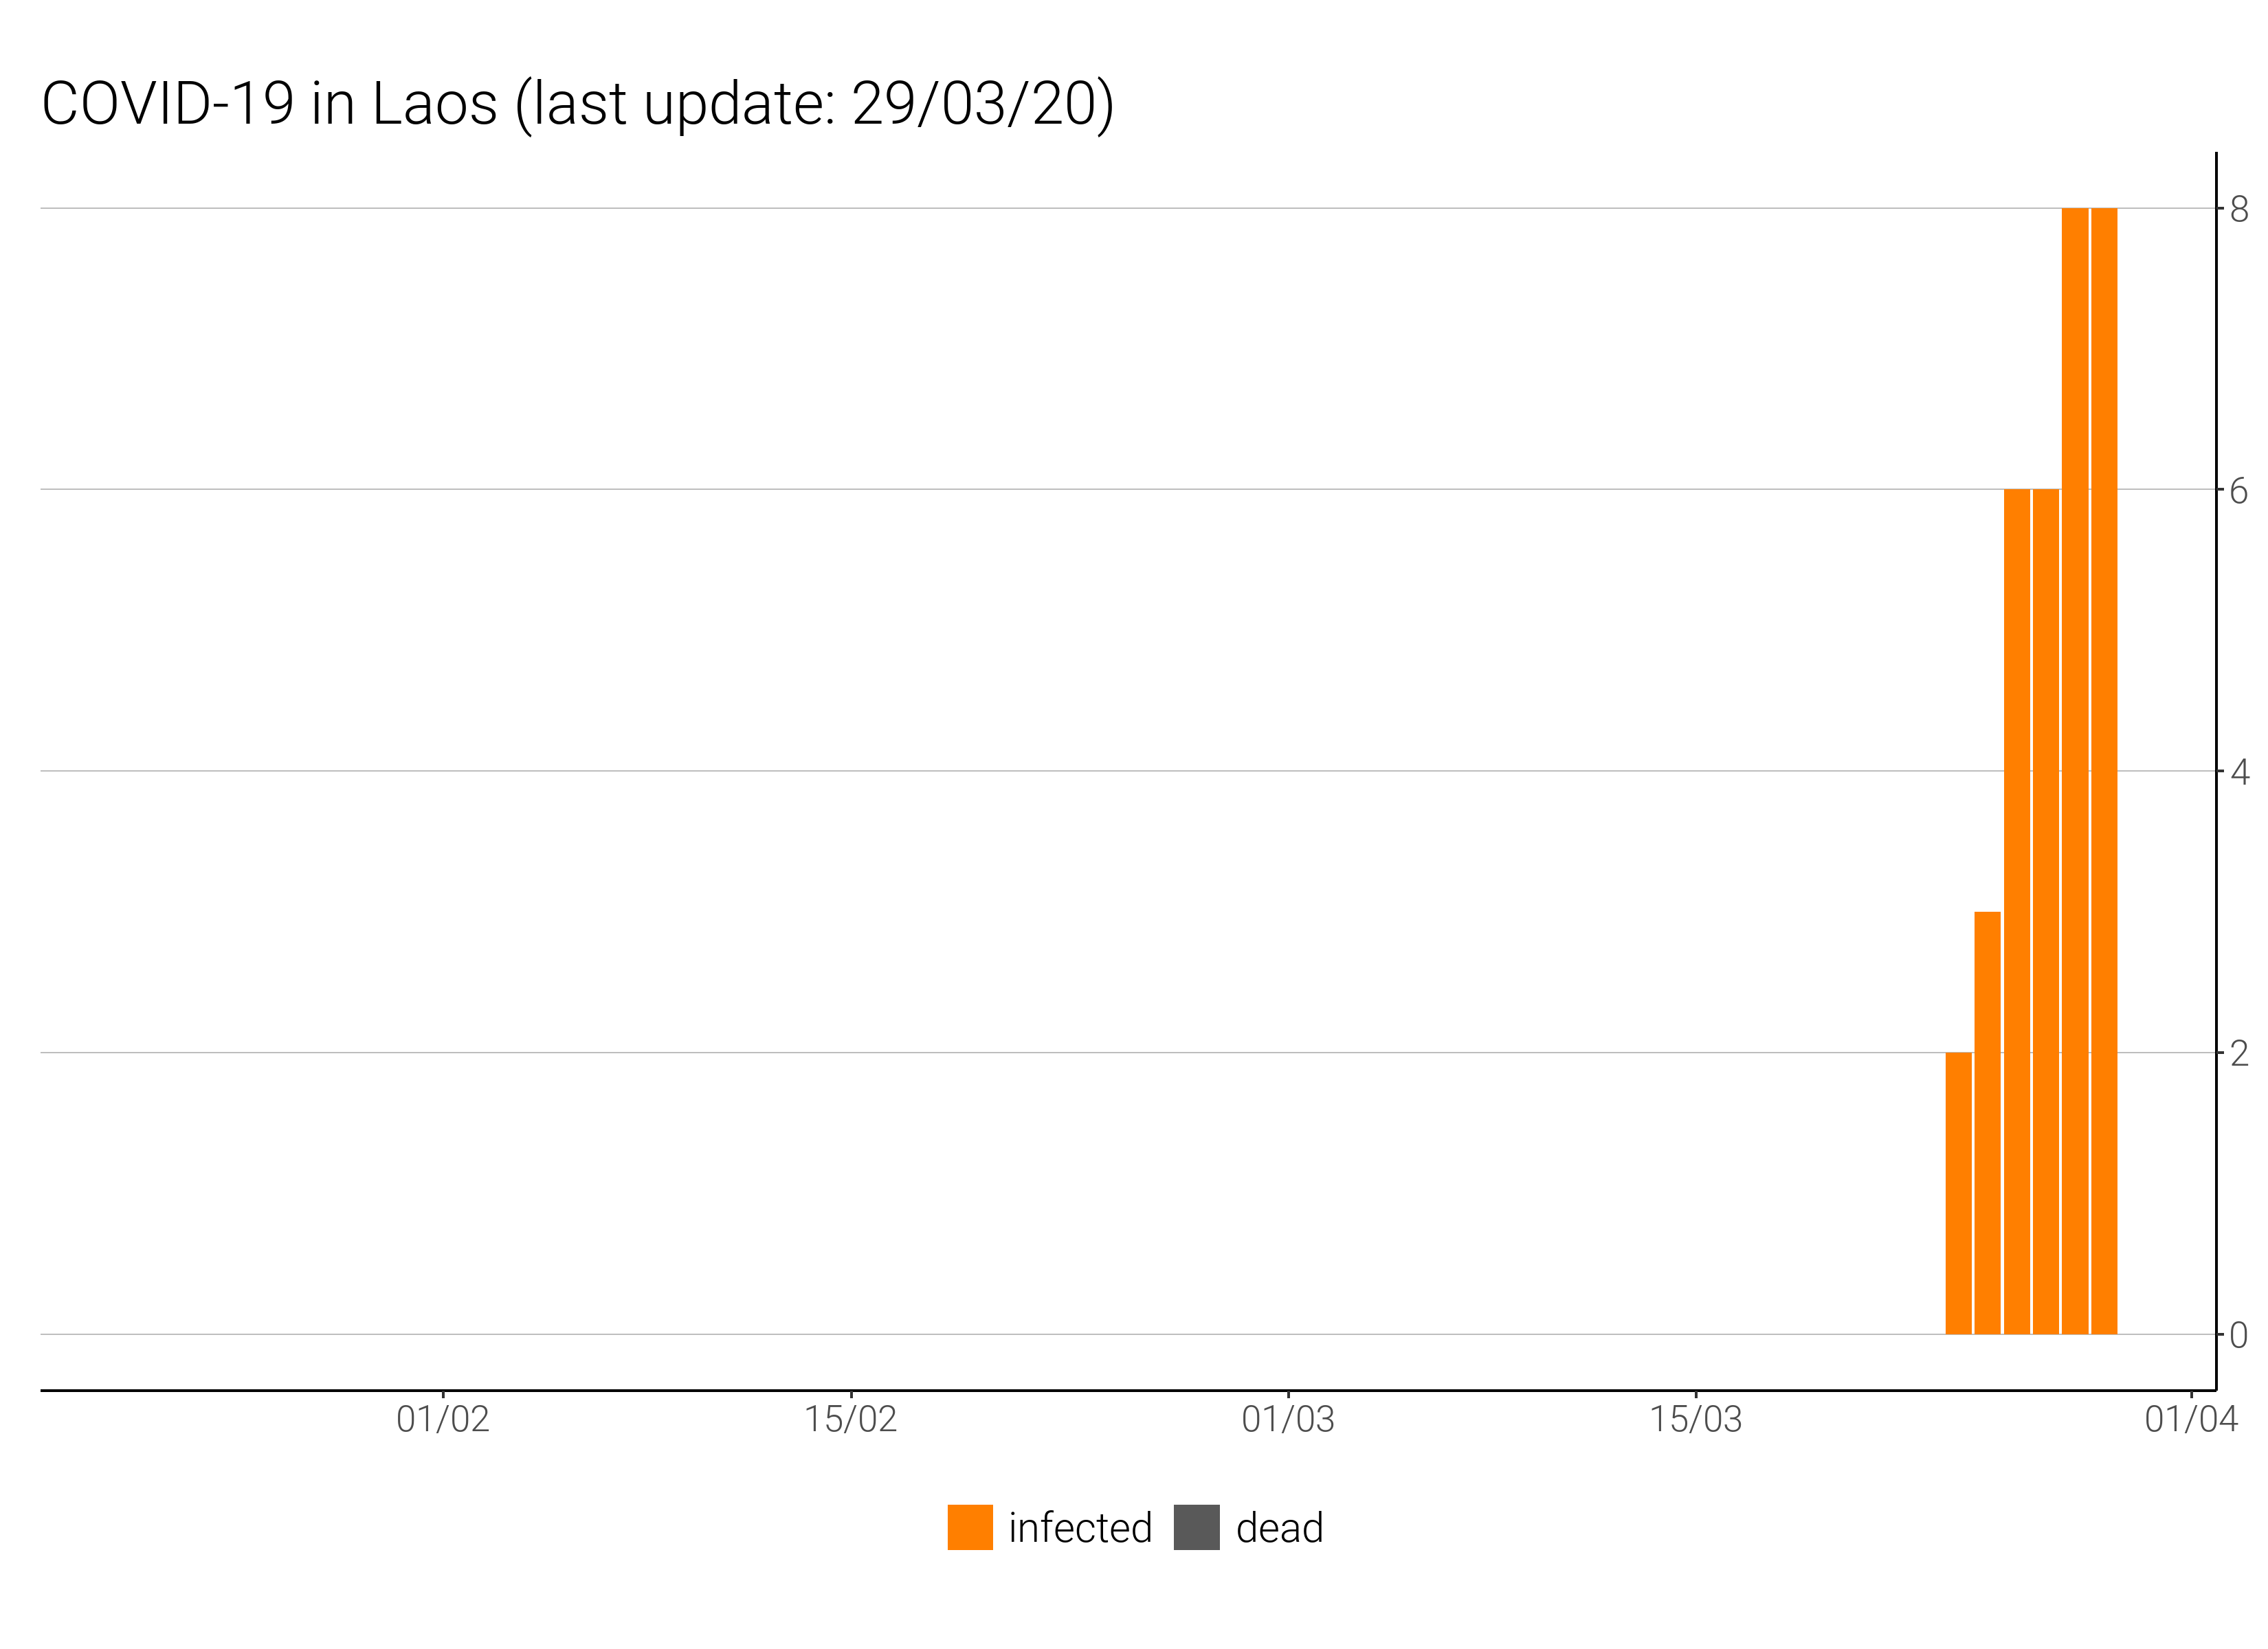 COVID-19 in Laos (last update: 29/03/20)
8
6
4
2
0
01/02 15/02 01/03 15/03 01/04
infected dead